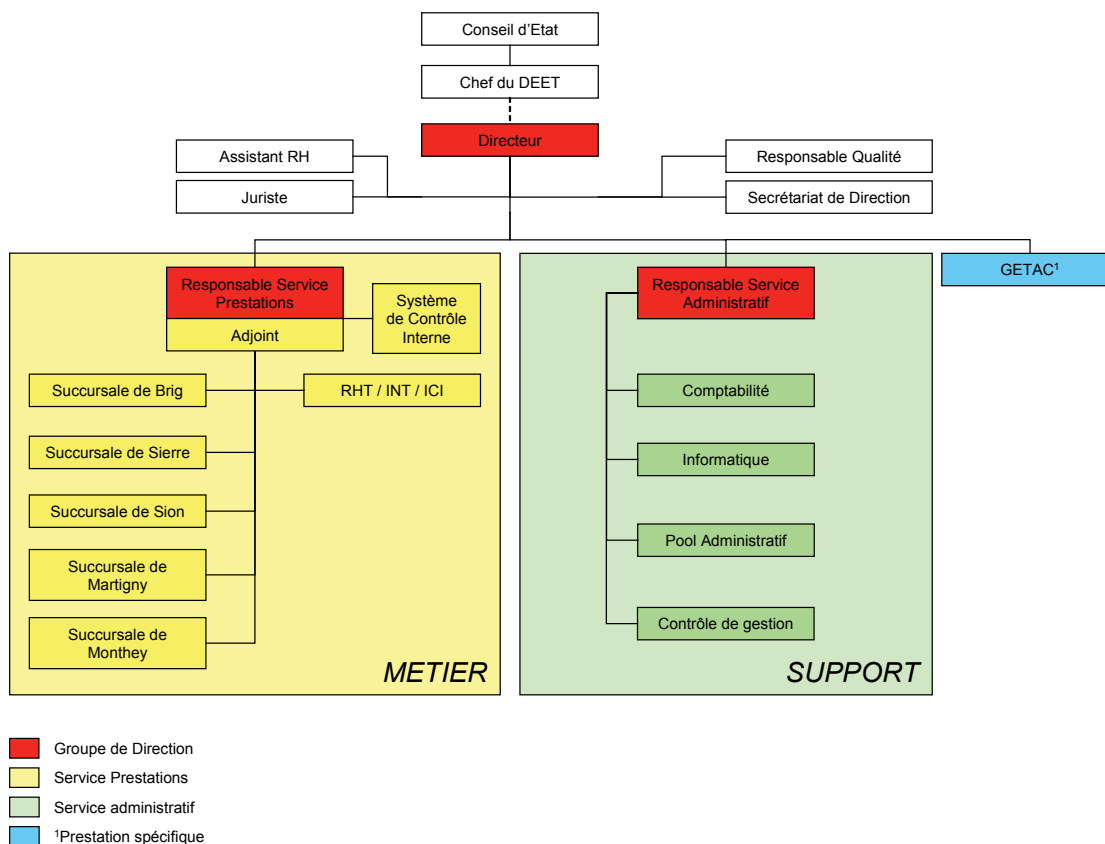 Conseil d'Etat
Chef du DEET
Directeur
Assistant RH
Responsable Qualité
Juriste
Secrétariat de Direction
Responsable Service
Prestations
Adjoint
Système
de Contrôle
Interne
Succursale de Brig
RHT / INT / ICI
Succursale de Sierre
Succursale de Sion
Succursale de
Martigny
Succursale de
Monthey
METIER
Responsable Service
Administratif
Comptabilité
Informatique
Pool Administratif
Contrôle de gestion
SUPPORT
GETAC¹
Groupe de Direction
Service Prestations
Service administratif
¹Prestation spécifique